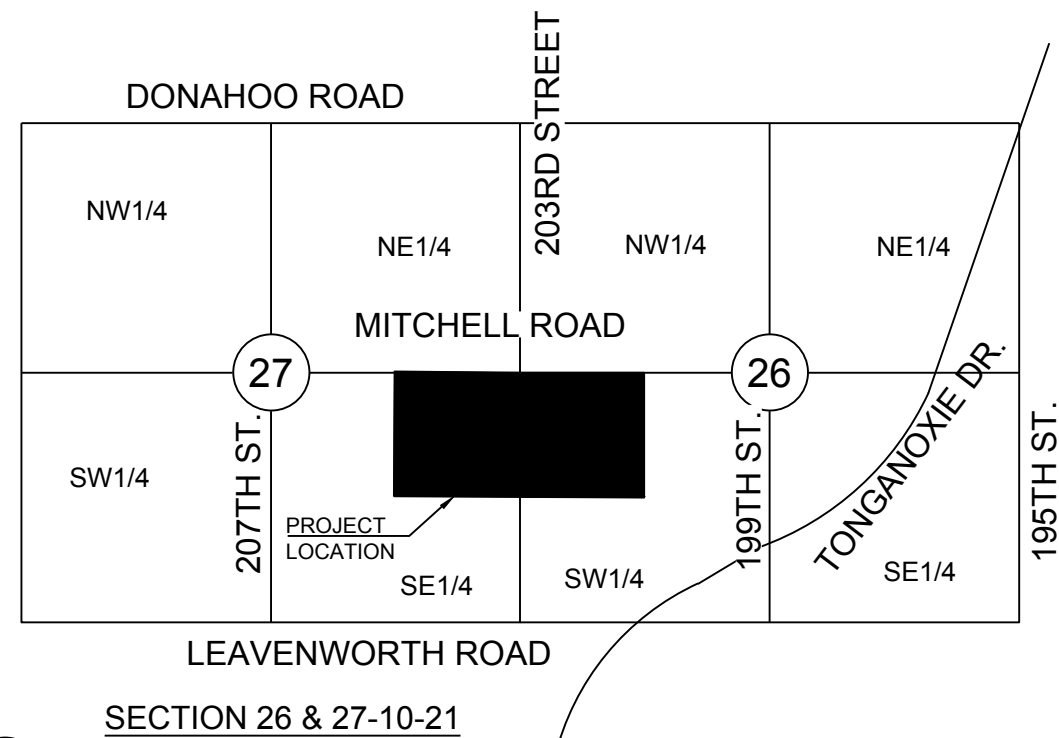 DONAHOO ROAD
203RD STREET
NW1/4
NE1/4
NW1/4
NE1/4
MITCHELL ROAD
27
26
207TH ST.
199TH ST.
TONGANOXIE DR.
195TH ST.
SW1/4
PROJECT
LOCATION
SE1/4
SW1/4
SE1/4
LEAVENWORTH ROAD
SECTION 26 & 27-10-21